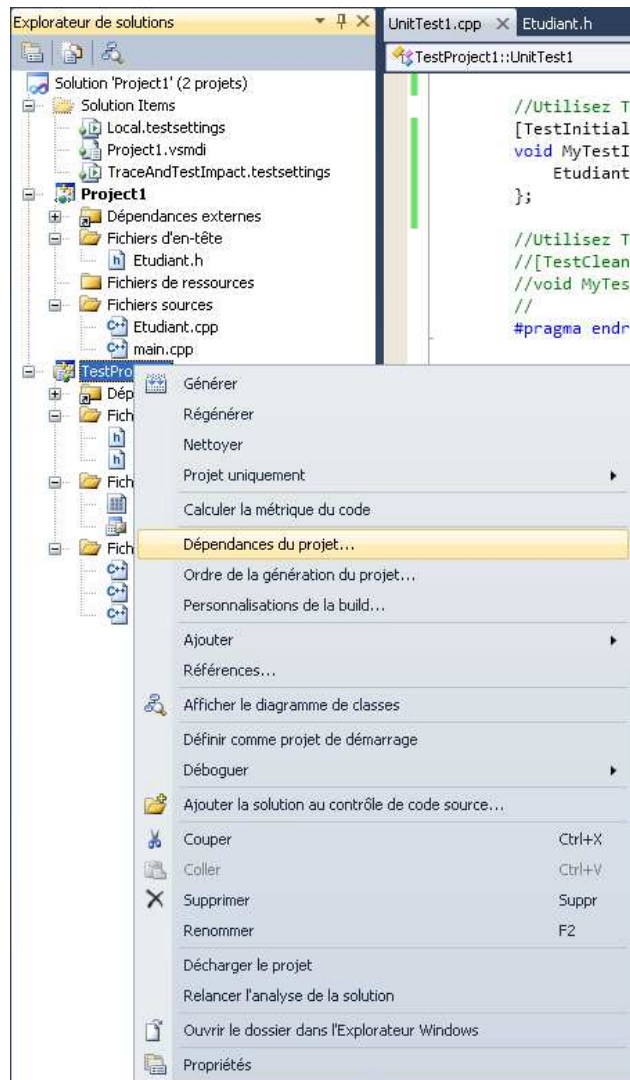 Explorateur de solutions
UnitTest1.cpp
Etudiant.h
TestProject1::UnitTest1
Solution 'Project1' (2 projets)
Solution Items
Local.testsettings
Project1.vsmdi
TraceAndTestImpact.testsettings
Project1
Dépendances externes
Fichiers d'en-tête
Etudiant.h
Fichiers de ressources
Fichiers sources
Etudiant.cpp
main.cpp
TestPro
Dép
Fich
Fich
Fich
//Utilisez T
[TestInitial
void MyTestI
Etudiant
};
//Utilisez T
//[TestClean
//void MyTes
//
#pragma endr
Générer
Régénérer
Nettoyer
Projet uniquement
Calculer la métrique du code
Dépendances du projet...
Ordre de la génération du projet...
Personnalisations de la build...
Ajouter
Références...
Afficher le diagramme de classes
Définir comme projet de démarrage
Déboguer
Ajouter la solution au contrôle de code source...
Couper Ctrl+X
Coller Ctrl+V
Supprimer Suppr
Renommer F2
Décharger le projet
Relancer l'analyse de la solution
Ouvrir le dossier dans l'Explorateur Windows
Propriétés